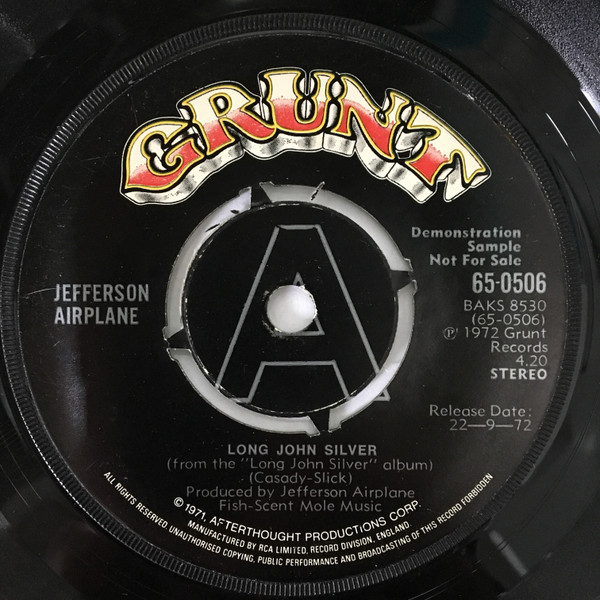 GRUNT
Demonstration
Sample
Not For Sale
65-0506
JEFFERSON
AIRPLANE
A
BAKS 8530
(65-0506)
℗ 1972 Grunt
Records
4.20
STEREO
Release Date:
22—9—72
LONG JOHN SILVER
(from the "Long John Silver" album)
(Casady-Slick)
Produced by Jefferson Airplane
Fish-Scent Mole Music
© 1971, AFTERTHOUGHT PRODUCTIONS CORP.
MANUFACTURED BY RCA LIMITED, RECORD DIVISION, ENGLAND.
ALL RIGHTS RESERVED UNAUTHORISED COPYING, PUBLIC PERFORMANCE AND BROADCASTING OF THIS RECORD FORBIDDEN